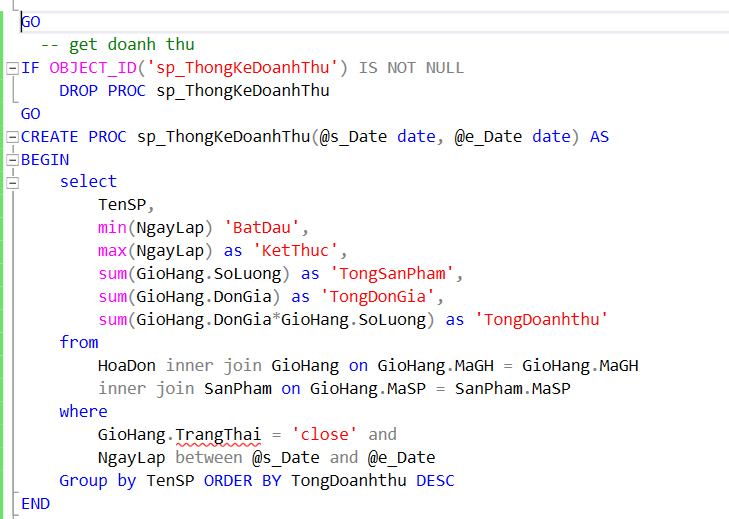 GO
-- get doanh thu
IF OBJECT_ID('sp_ThongKeDoanhThu') IS NOT NULL
DROP PROC sp_ThongKeDoanhThu
GO
CREATE PROC sp_ThongKeDoanhThu(@s_Date date, @e_Date date) AS
BEGIN
select
TenSP,
min(NgayLap) 'BatDau',
max(NgayLap) as 'KetThuc',
sum(GioHang.SoLuong) as 'TongSanPham',
sum(GioHang.DonGia) as 'TongDonGia',
sum(GioHang.DonGia*GioHang.SoLuong) as 'TongDoanhthu'
from
HoaDon inner join GioHang on GioHang.MaGH = GioHang.MaGH
inner join SanPham on GioHang.MaSP = SanPham.MaSP
where
GioHang.TrangThai = 'close' and
NgayLap between @s_Date and @e_Date
Group by TenSP ORDER BY TongDoanhthu DESC
END